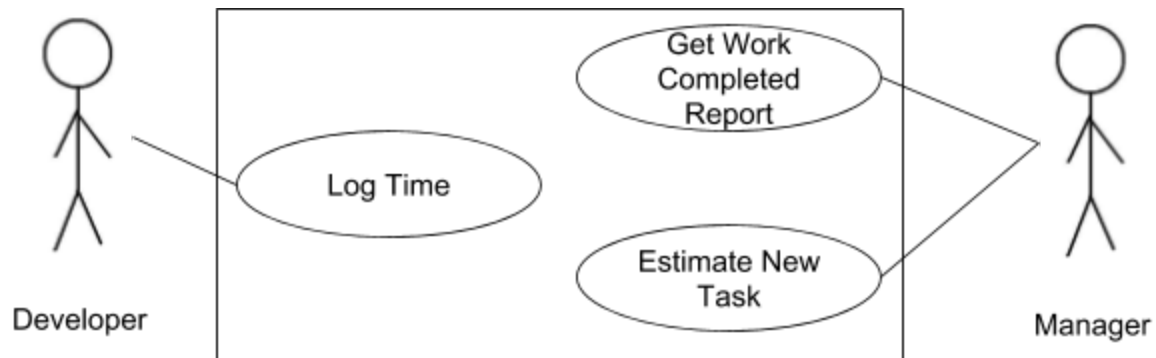 Get Work
Completed
Report
Log Time
Estimate New
Task
Developer
Manager